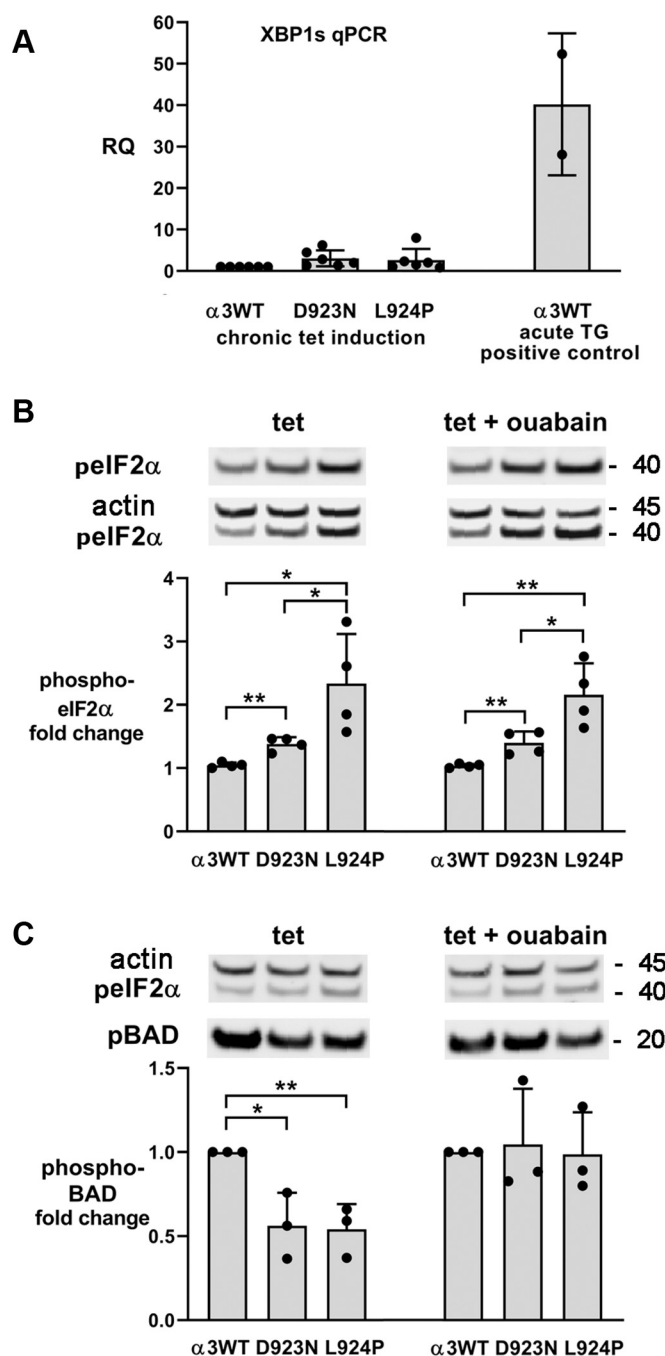 A
XBP1s qPCR
60
50
40
30
20
10
0
RQ
α3WT D923N L924P
chronic tet induction
α3WT
acute TG
positive control
B
tet
tet + ouabain
peIF2α
- 40
actin
- 45
peIF2α
- 40
4
3
2
1
0
phospho-
eIF2α
fold change
*
*
**
**
*
**
α3WT D923N L924P
α3WT D923N L924P
C
tet
tet + ouabain
actin
- 45
peIF2α
- 40
pBAD
- 20
1.5
1.0
0.5
0.0
phospho-
BAD
fold change
**
*
α3WT D923N L924P
α3WT D923N L924P